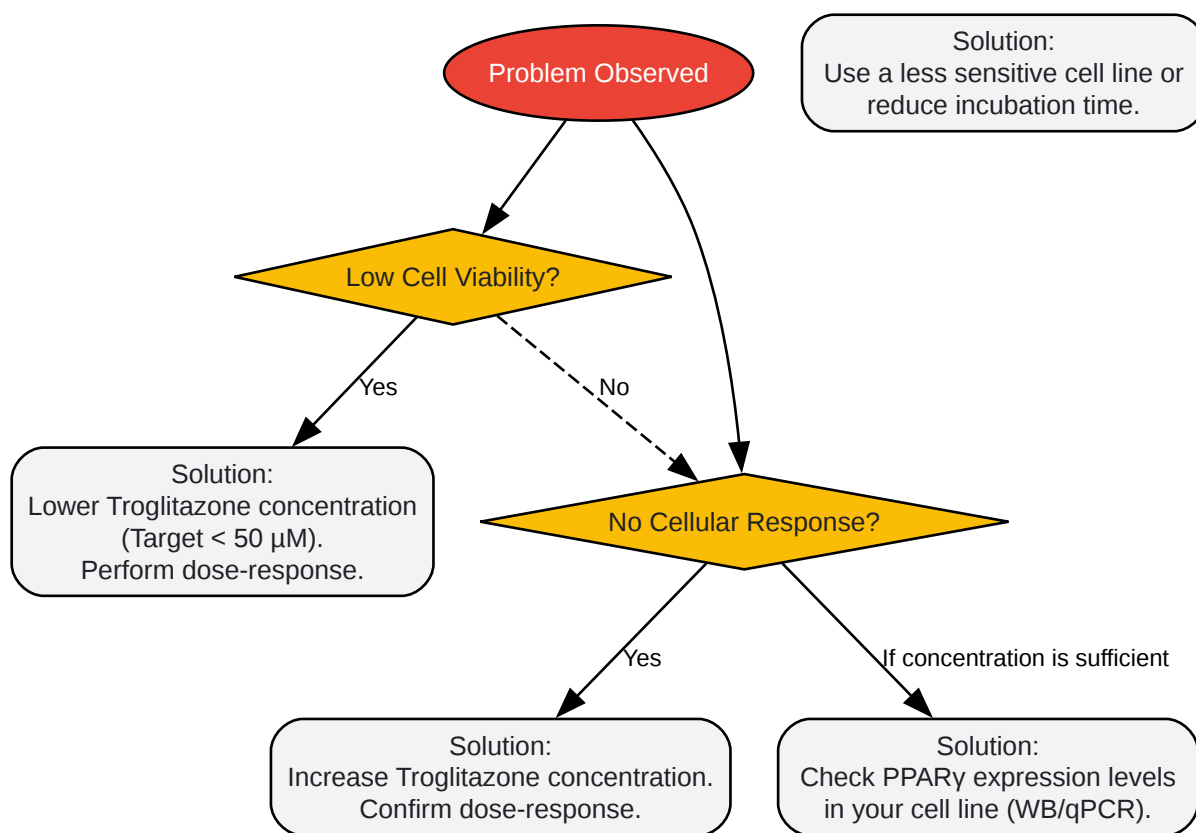 Problem Observed
Solution:
Use a less sensitive cell line or
reduce incubation time.
Low Cell Viability?
Yes
No
Solution:
Lower Troglitazone concentration
(Target < 50 µM).
Perform dose-response.
No Cellular Response?
Yes
If concentration is sufficient
Solution:
Increase Troglitazone concentration.
Confirm dose-response.
Solution:
Check PPARγ expression levels
in your cell line (WB/qPCR).